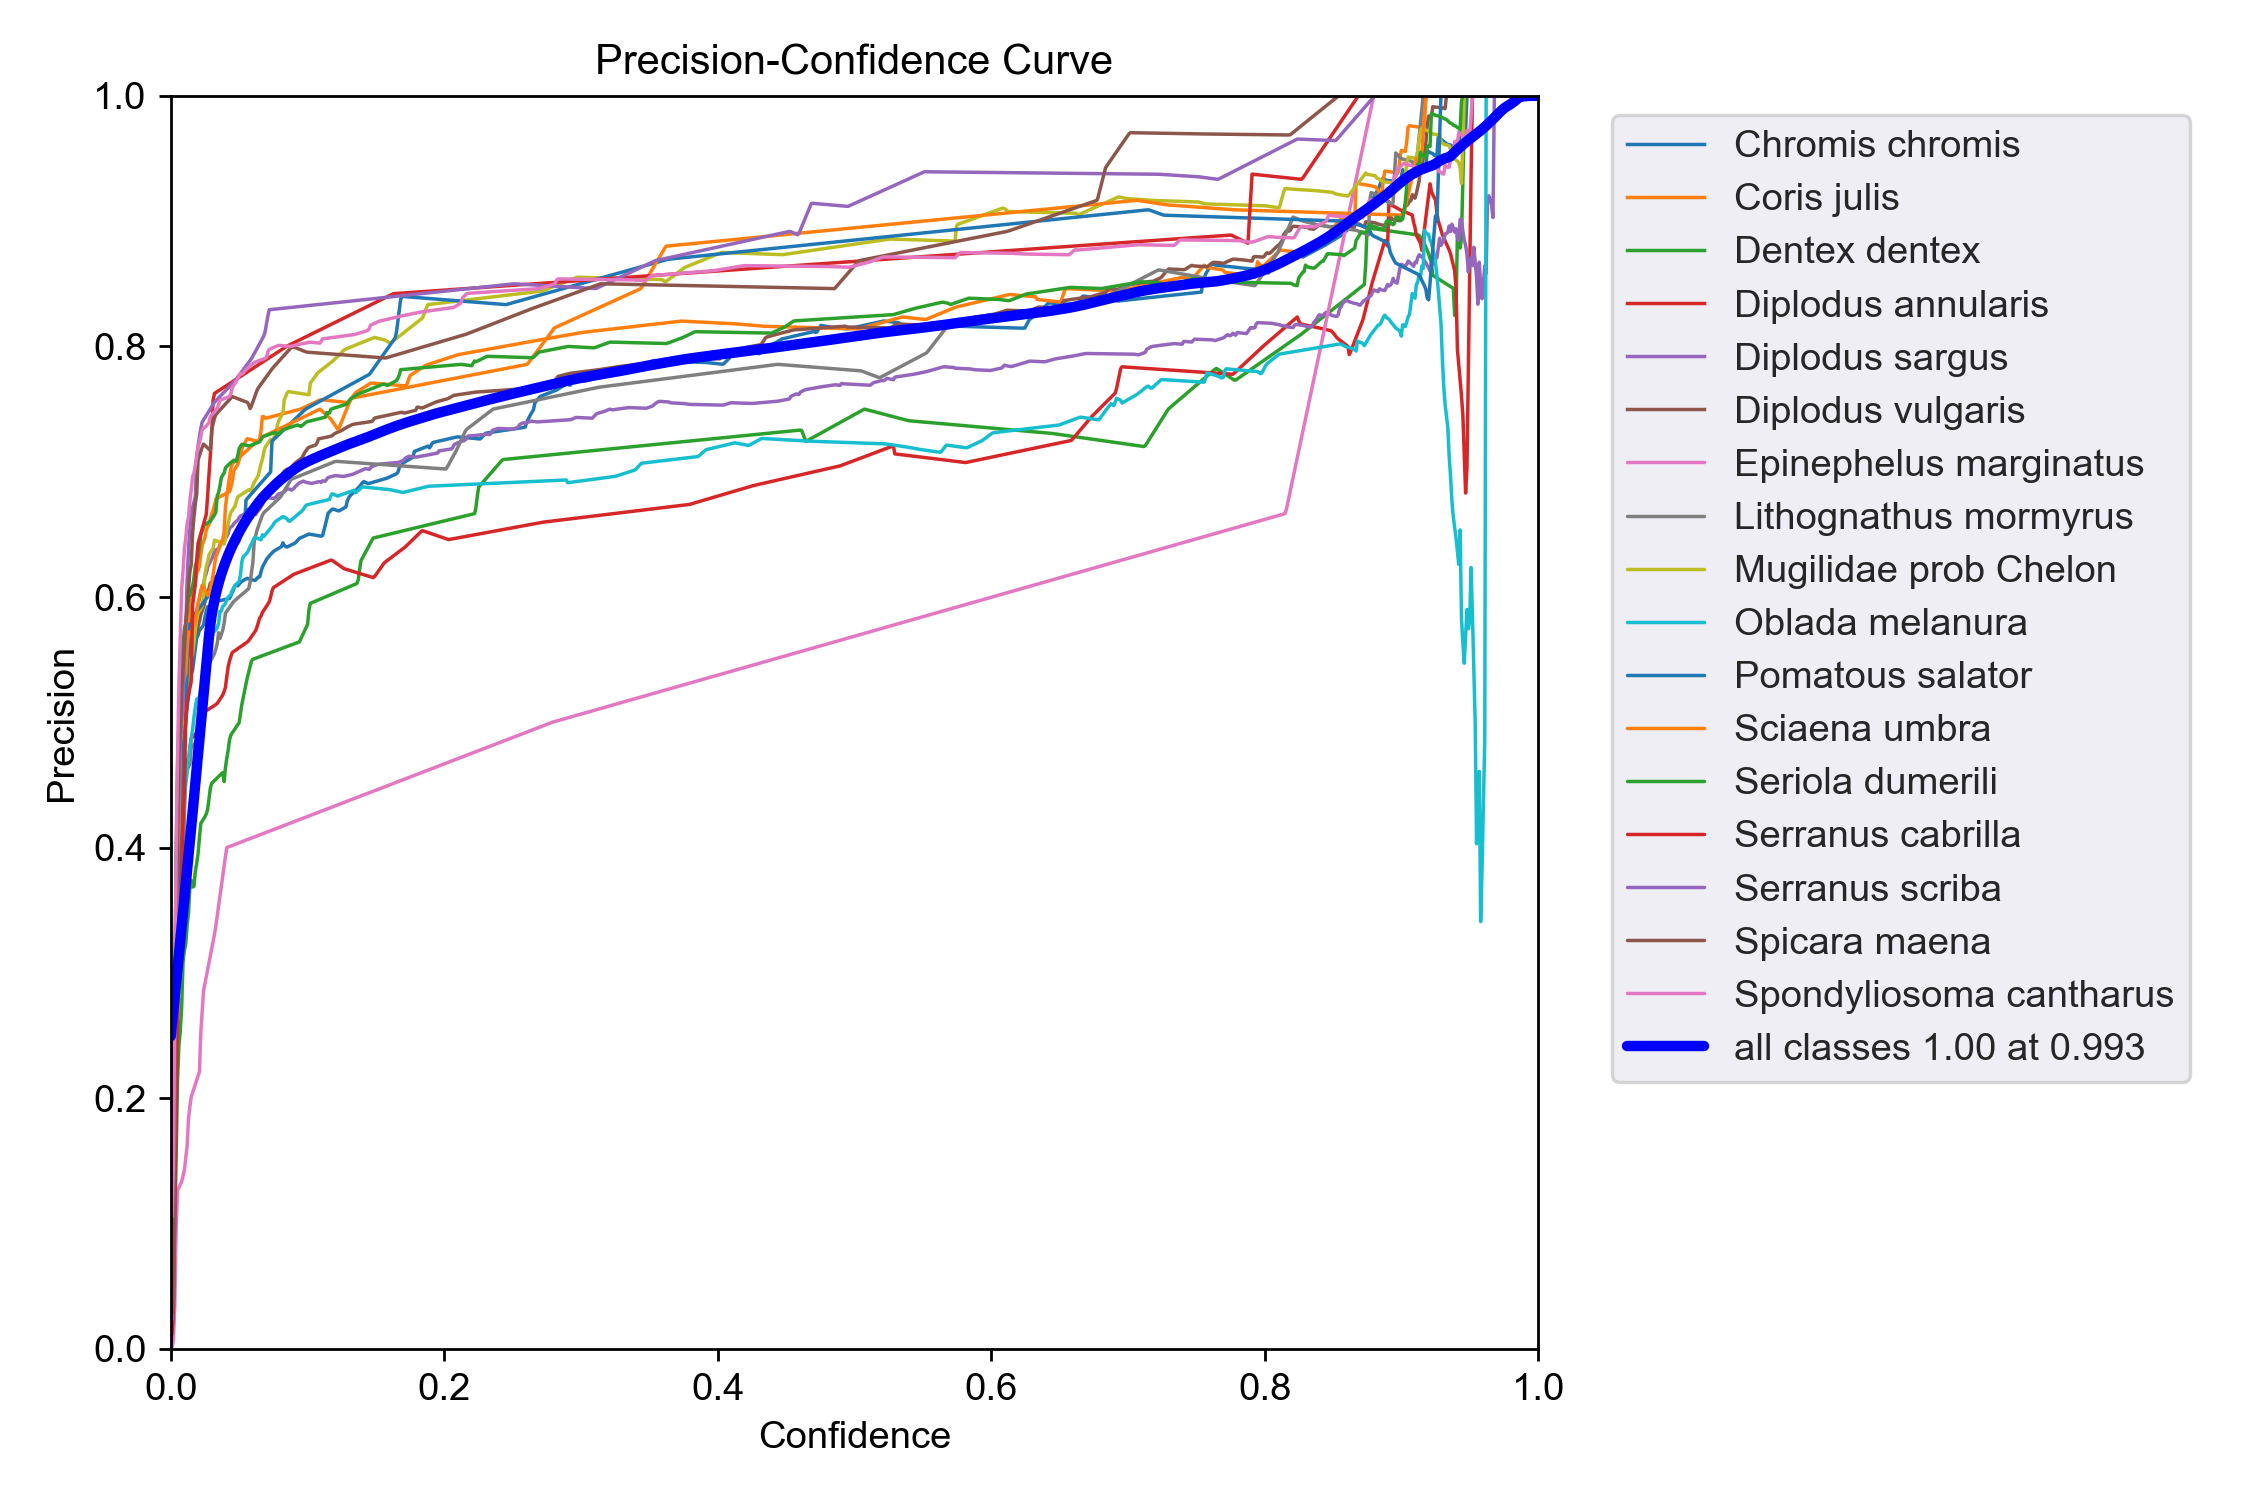 Precision-Confidence Curve
1.0
0.8
0.6
0.4
0.2
0.0
Precision
0.0 0.2 0.4 0.6 0.8 1.0
Confidence
Chromis chromis
Coris julis
Dentex dentex
Diplodus annularis
Diplodus sargus
Diplodus vulgaris
Epinephelus marginatus
Lithognathus mormyrus
Mugilidae prob Chelon
Oblada melanura
Pomatous salator
Sciaena umbra
Seriola dumerili
Serranus cabrilla
Serranus scriba
Spicara maena
Spondyliosoma cantharus
all classes 1.00 at 0.993